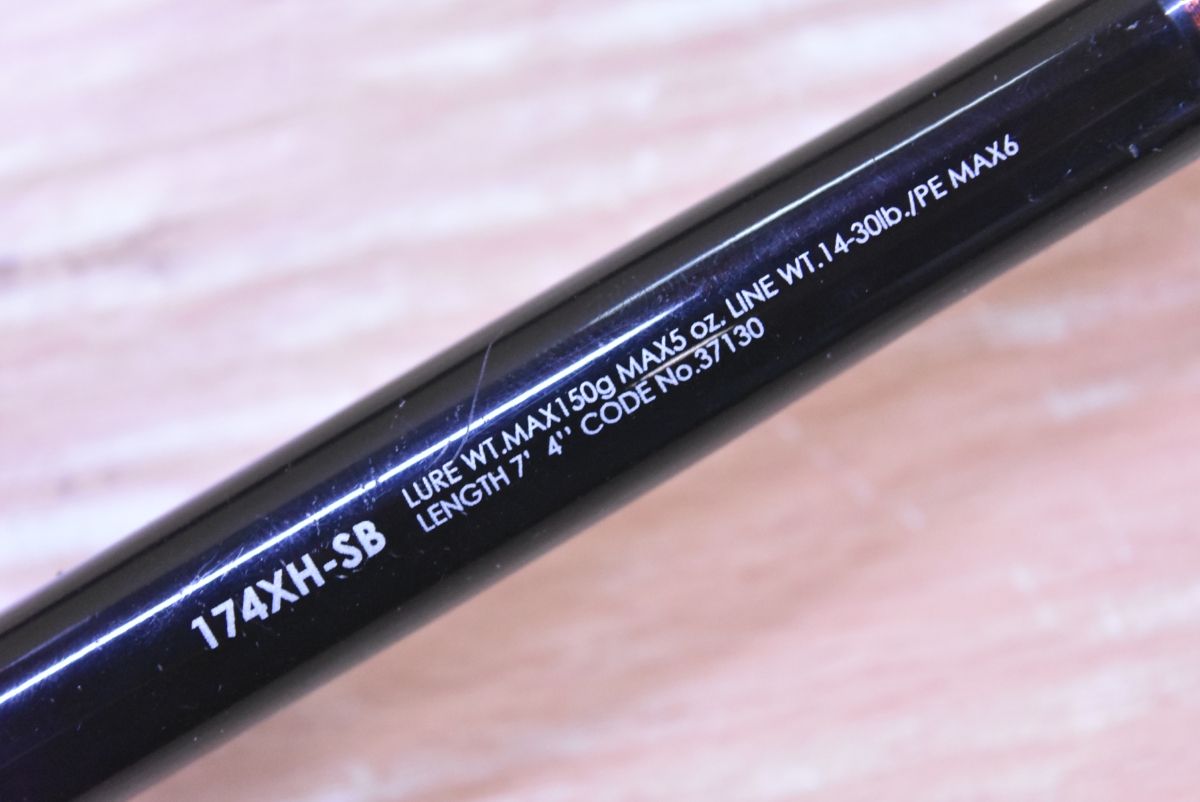 174XH-SB
LURE WT.MAX150g MAX5 oz. LINE WT.14-30lb./PE MAX6
LENGTH 7' 4'' CODE No.37130